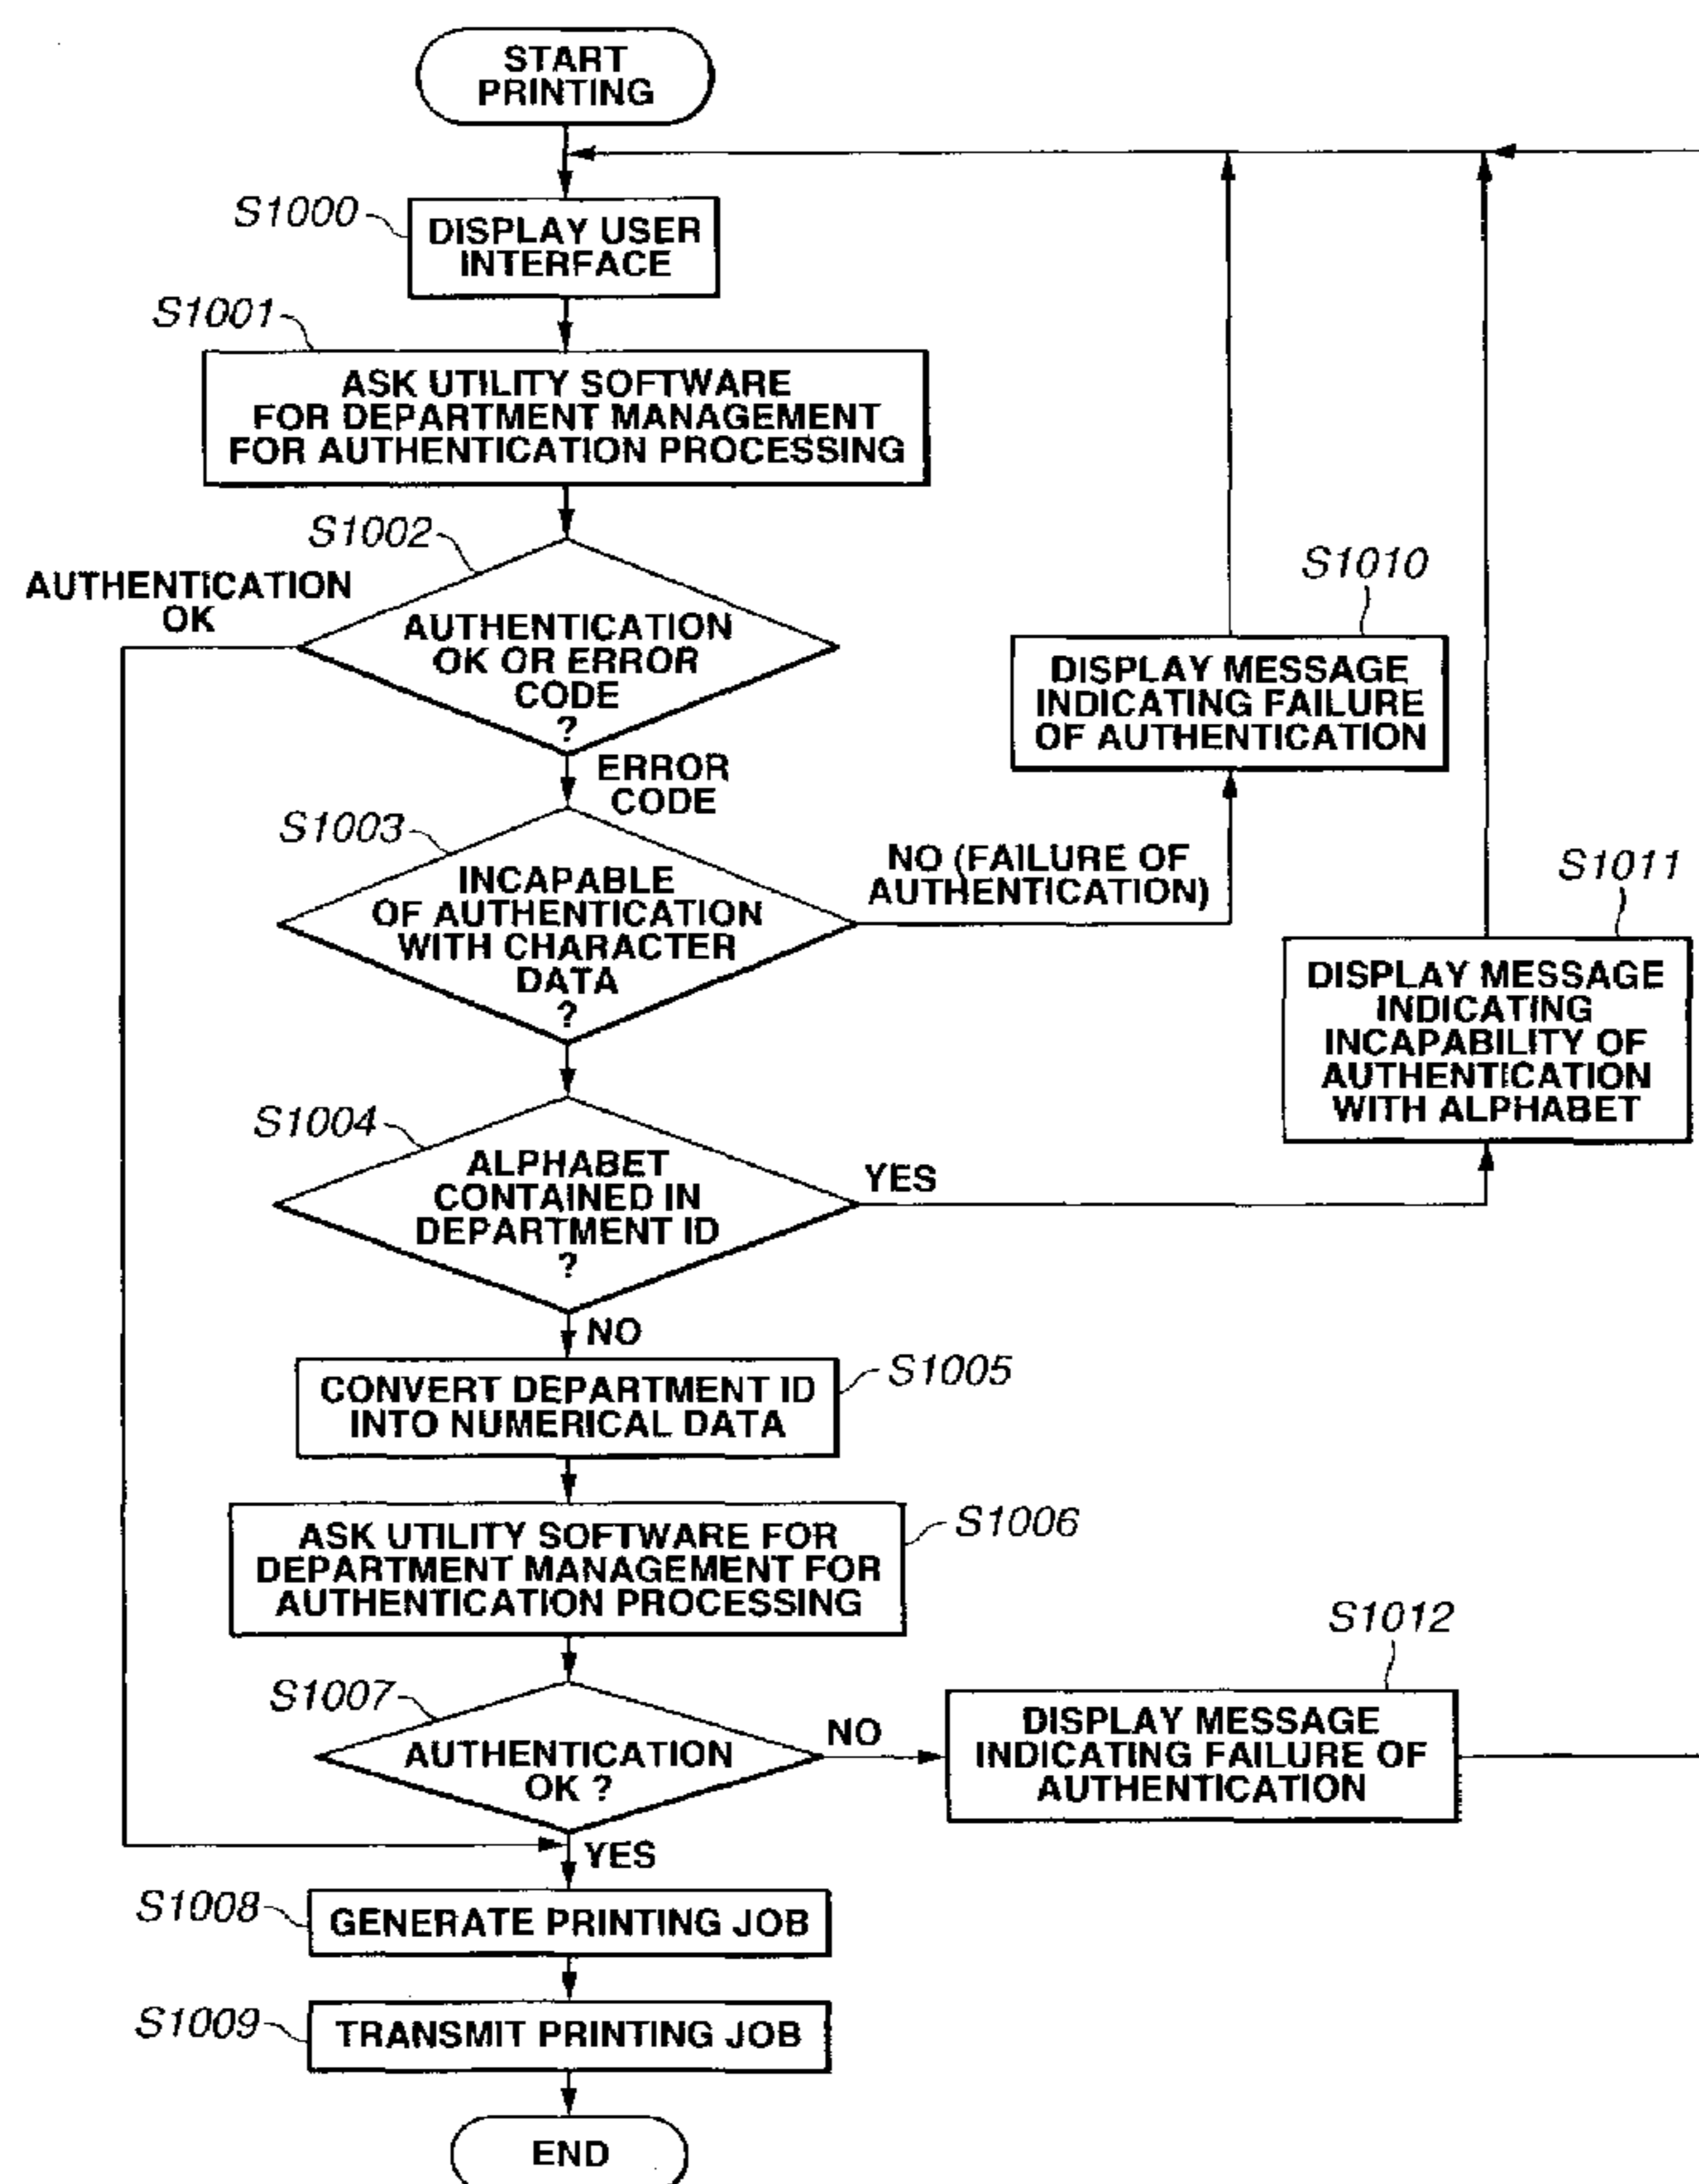 START
PRINTING
S1000
DISPLAY USER
INTERFACE
S1001
ASK UTILITY SOFTWARE
FOR DEPARTMENT MANAGEMENT
FOR AUTHENTICATION PROCESSING
S1002
AUTHENTICATION
OK
AUTHENTICATION
OK OR ERROR
CODE
?
ERROR
CODE
S1010
DISPLAY MESSAGE
INDICATING FAILURE
OF AUTHENTICATION
S1003
INCAPABLE
OF AUTHENTICATION
WITH CHARACTER
DATA
?
NO (FAILURE OF
AUTHENTICATION)
S1011
DISPLAY MESSAGE
INDICATING
INCAPABILITY OF
AUTHENTICATION
WITH ALPHABET
S1004
ALPHABET
CONTAINED IN
DEPARTMENT ID
?
YES
NO
CONVERT DEPARTMENT ID
INTO NUMERICAL DATA
S1005
ASK UTILITY SOFTWARE FOR
DEPARTMENT MANAGEMENT FOR
AUTHENTICATION PROCESSING
S1006
S1007
AUTHENTICATION
OK ?
NO
S1012
DISPLAY MESSAGE
INDICATING FAILURE OF
AUTHENTICATION
YES
S1008
GENERATE PRINTING JOB
S1009
TRANSMIT PRINTING JOB
END